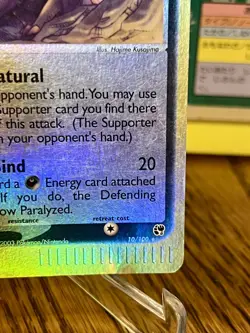 Illus. Hajime Kusajima
atural
pponent's hand. You may use
upporter card you find there
of this attack. (The Supporter
n your opponent's hand.)
ind 20
rd a Energy card attached
If you do, the Defending
ow Paralyzed.
resistance retreat cost
©2003 Pokémon/Nintendo 10/100